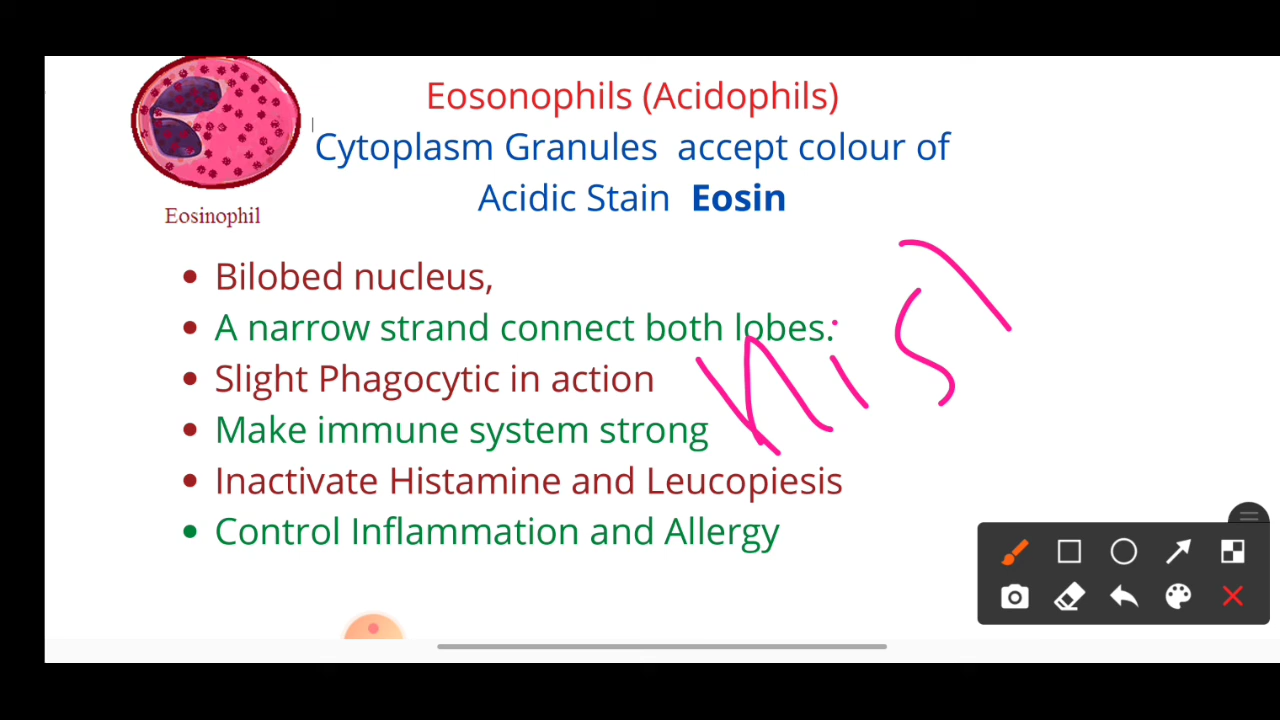 Eosonophils (Acidophils)
Cytoplasm Granules accept colour of
Acidic Stain Eosin
Eosinophil
• Bilobed nucleus,
• A narrow strand connect both lobes.
• Slight Phagocytic in action
• Make immune system strong
• Inactivate Histamine and Leucopiesis
• Control Inflammation and Allergy